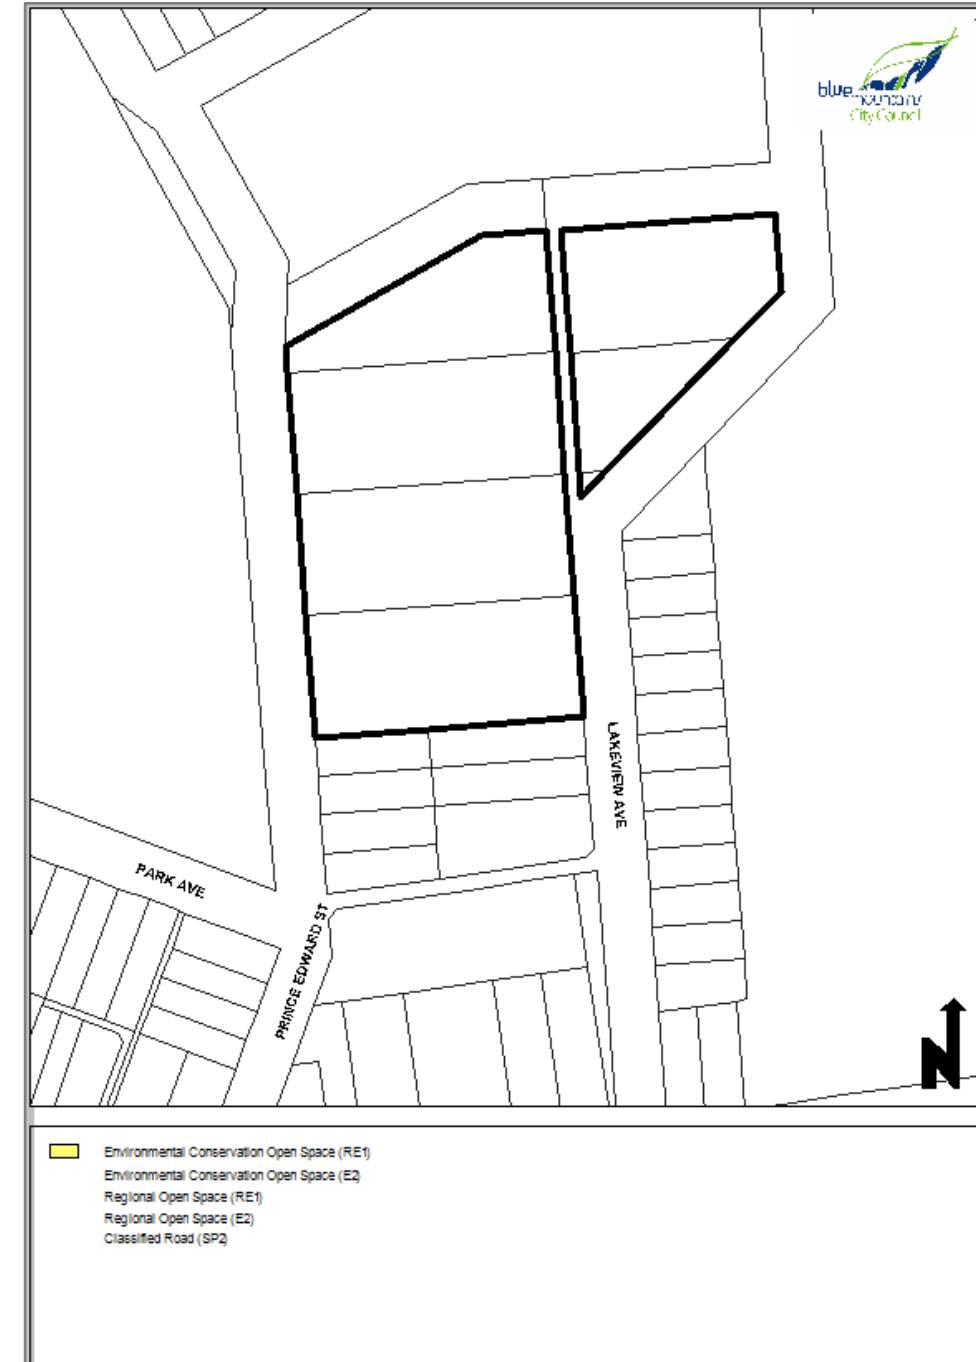 blue
mountains
City Council
LAKEVIEW AVE
PARK AVE
PRINCE EDWARD ST
N
Environmental Conservation Open Space (RE1)
Environmental Conservation Open Space (E2)
Regional Open Space (RE1)
Regional Open Space (E2)
Classified Road (SP2)